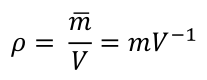 ρ = m̅/V = mV⁻¹